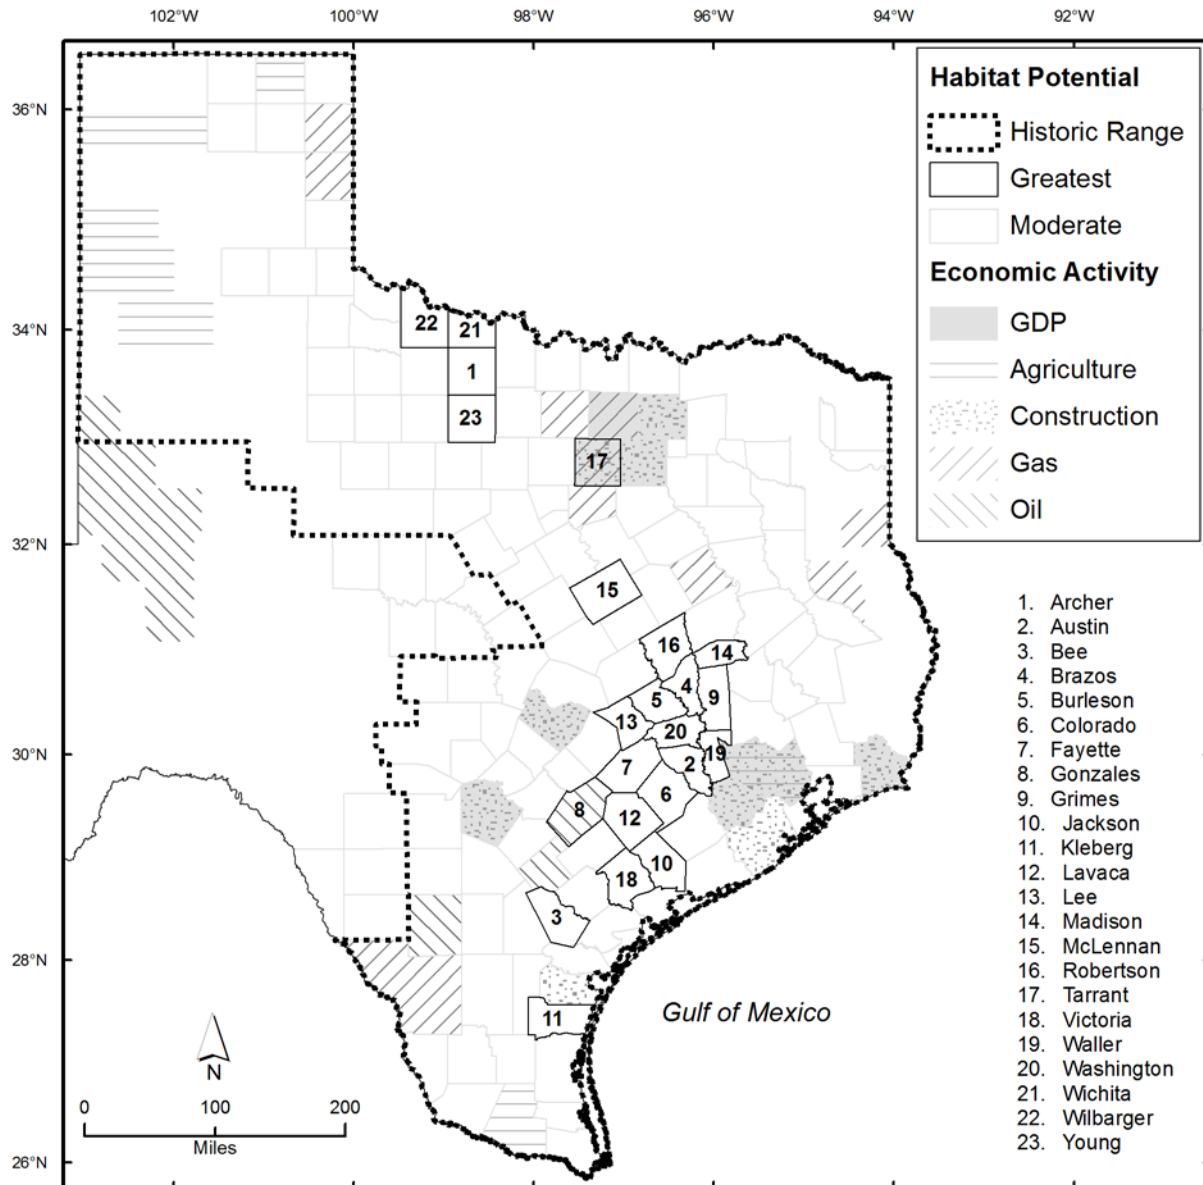 102°W 100°W 98°W 96°W 94°W 92°W
36°N
34°N
32°N
30°N
28°N
26°N
Habitat Potential
Historic Range
Greatest
Moderate
Economic Activity
GDP
Agriculture
Construction
Gas
Oil
22
21
1
23
17
15
16
14
4
9
5
13
20
19
2
7
6
8
12
10
18
3
11
Gulf of Mexico
N
0 100 200
Miles
1. Archer
2. Austin
3. Bee
4. Brazos
5. Burleson
6. Colorado
7. Fayette
8. Gonzales
9. Grimes
10. Jackson
11. Kleberg
12. Lavaca
13. Lee
14. Madison
15. McLennan
16. Robertson
17. Tarrant
18. Victoria
19. Waller
20. Washington
21. Wichita
22. Wilbarger
23. Young